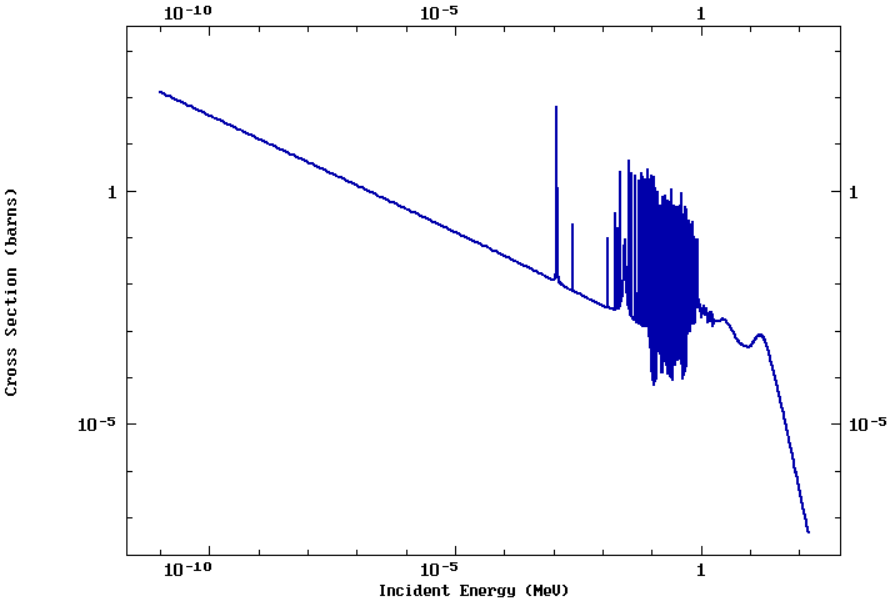 10-10 10-5 1
1 1
Cross Section (barns)
10-5 10-5
10-10 10-5 1
Incident Energy (MeV)